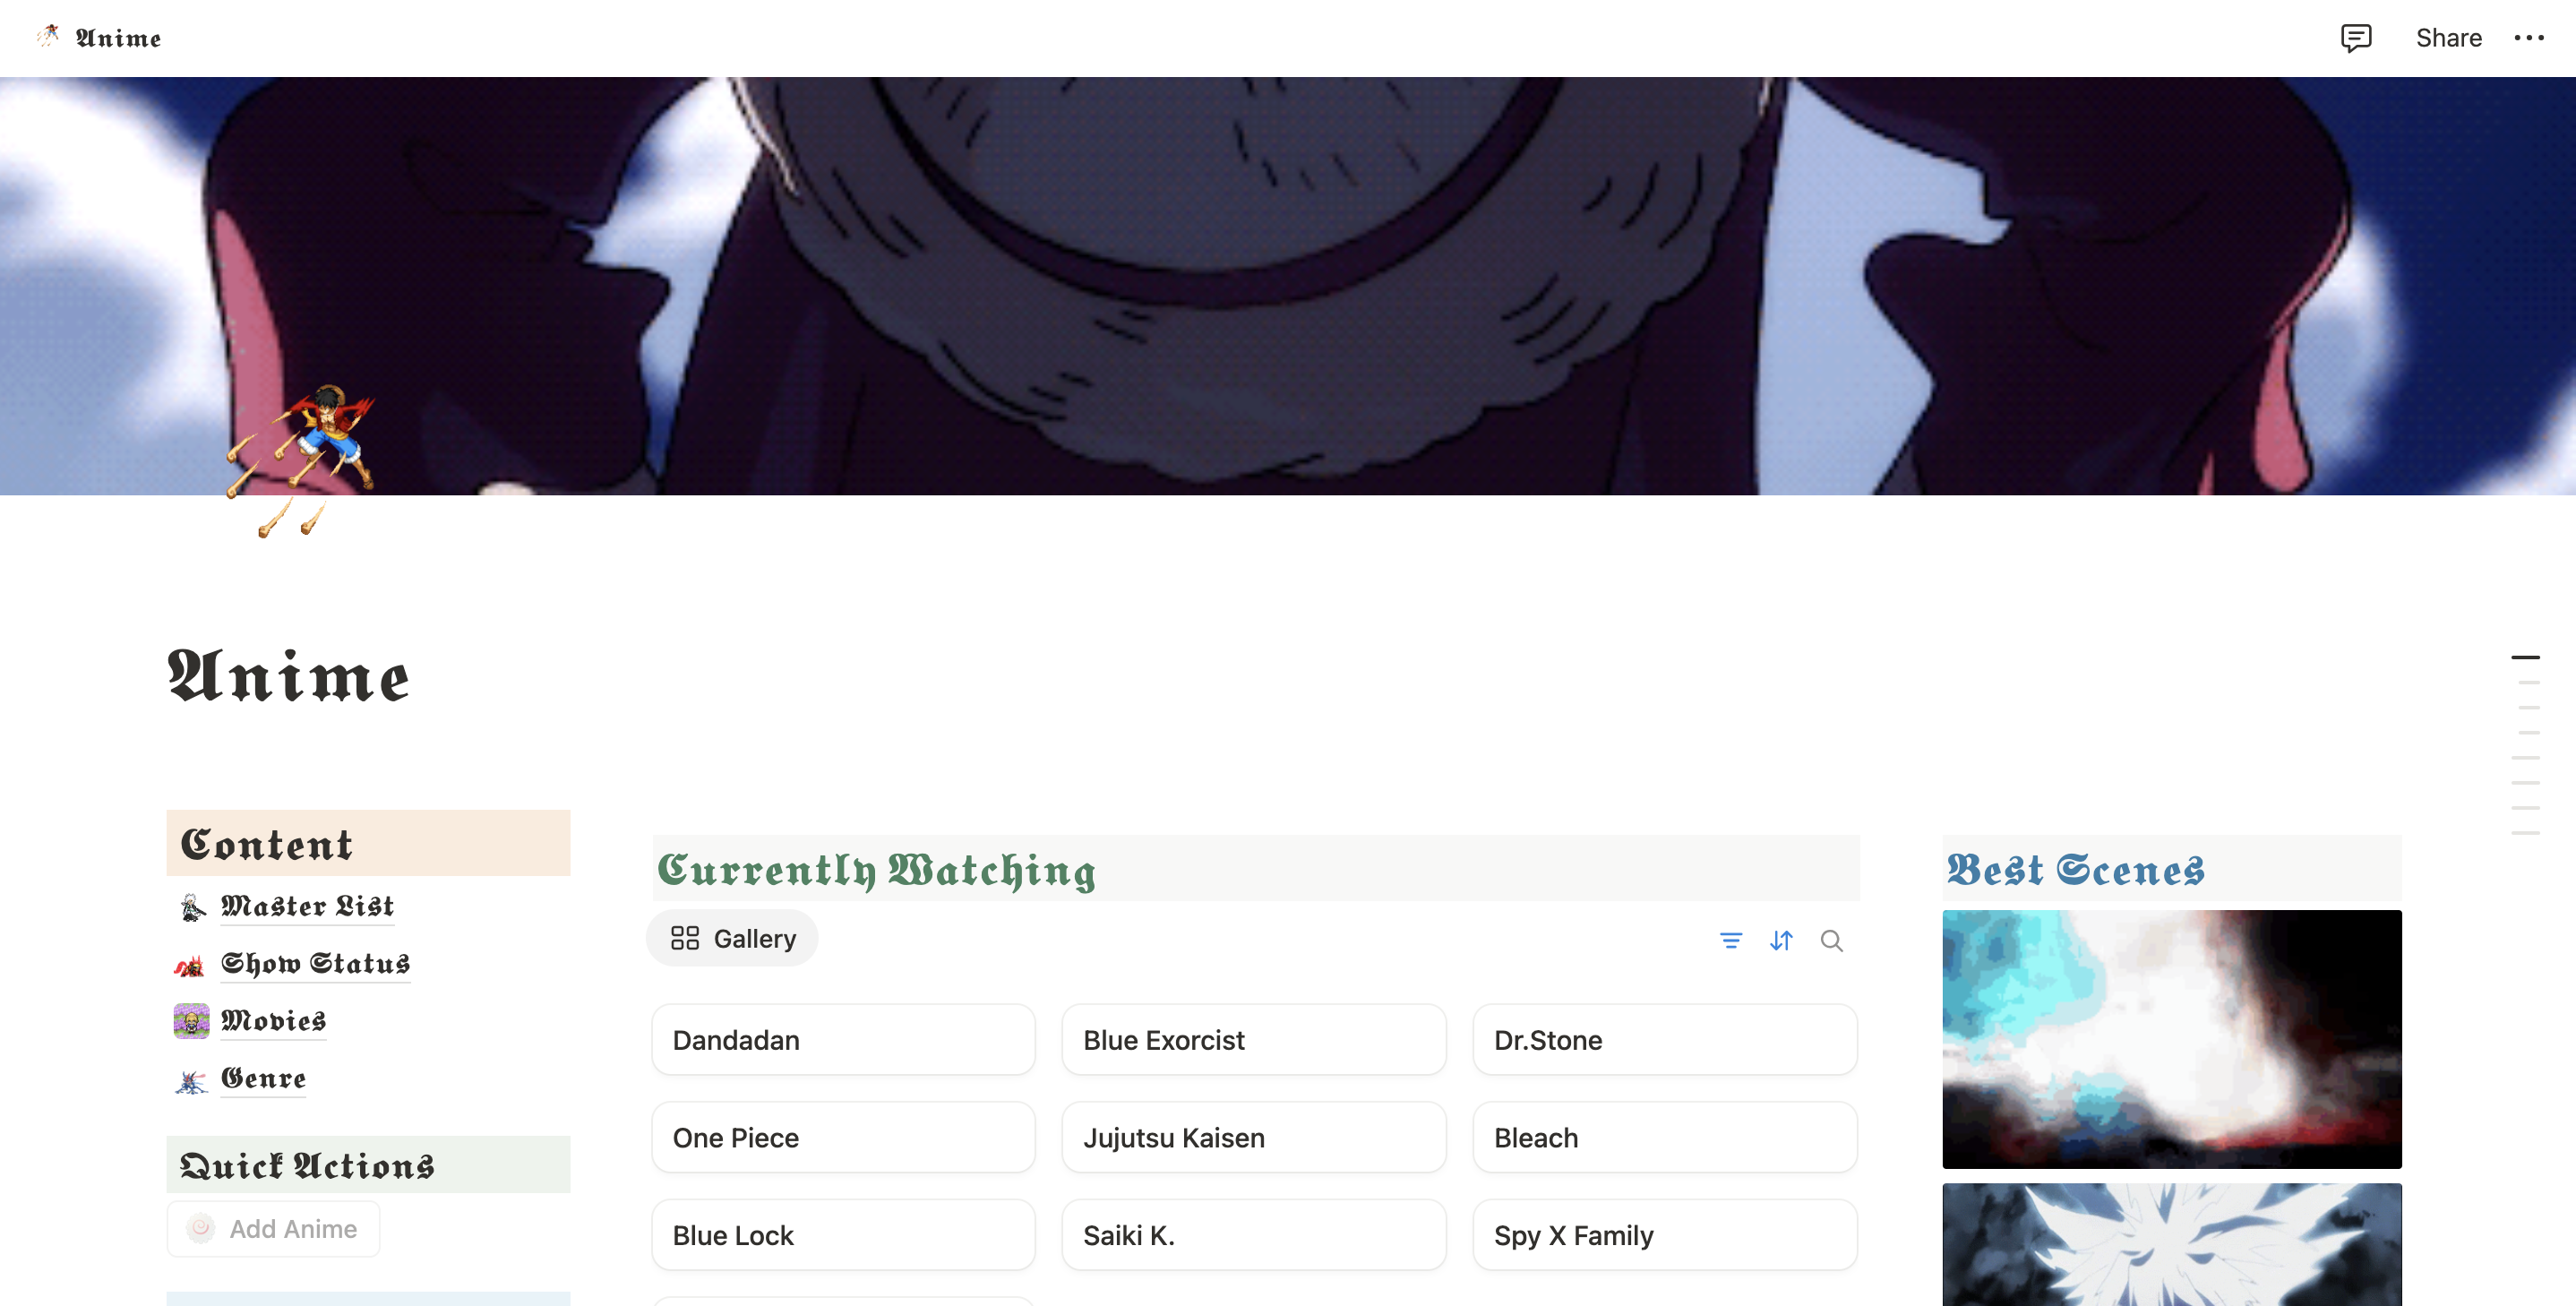 Anime
Share
Anime
Content
Master List
Show Status
Movies
Genre
Quick Actions
Add Anime
Currently Watching
Gallery
Dandadan
Blue Exorcist
Dr.Stone
One Piece
Jujutsu Kaisen
Bleach
Blue Lock
Saiki K.
Spy X Family
Best Scenes